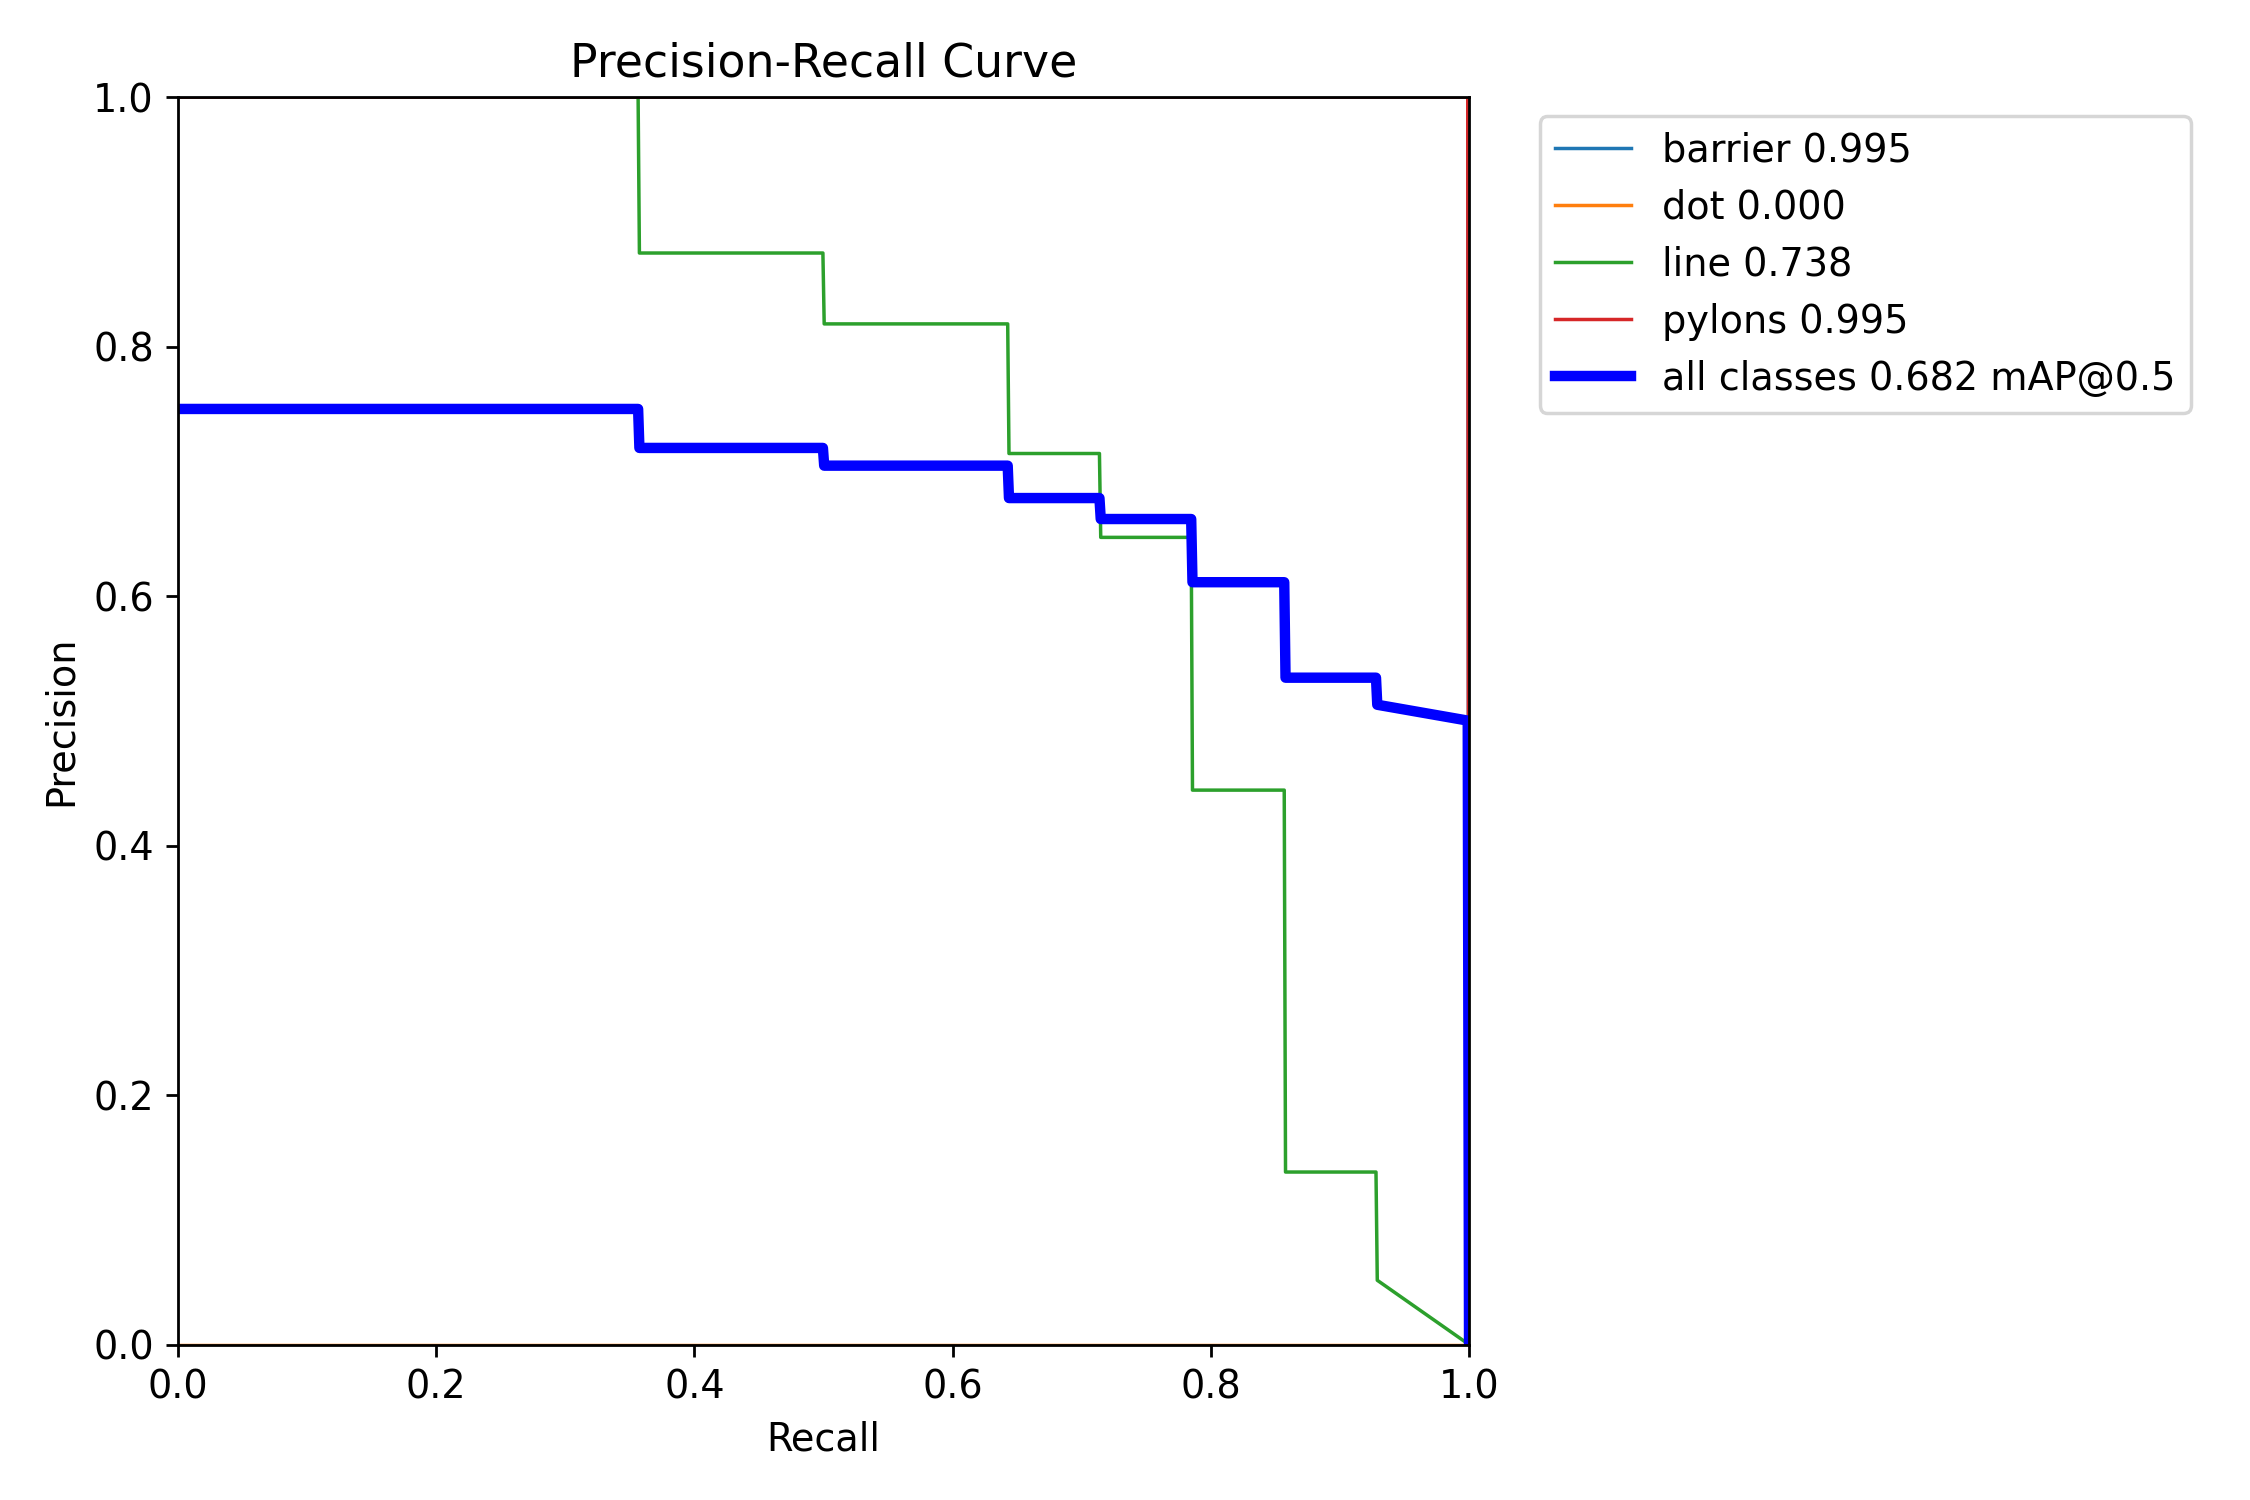 Precision-Recall Curve
1.0
0.8
0.6
0.4
0.2
0.0
Precision
0.0 0.2 0.4 0.6 0.8 1.0
Recall
barrier 0.995
dot 0.000
line 0.738
pylons 0.995
all classes 0.682 mAP@0.5